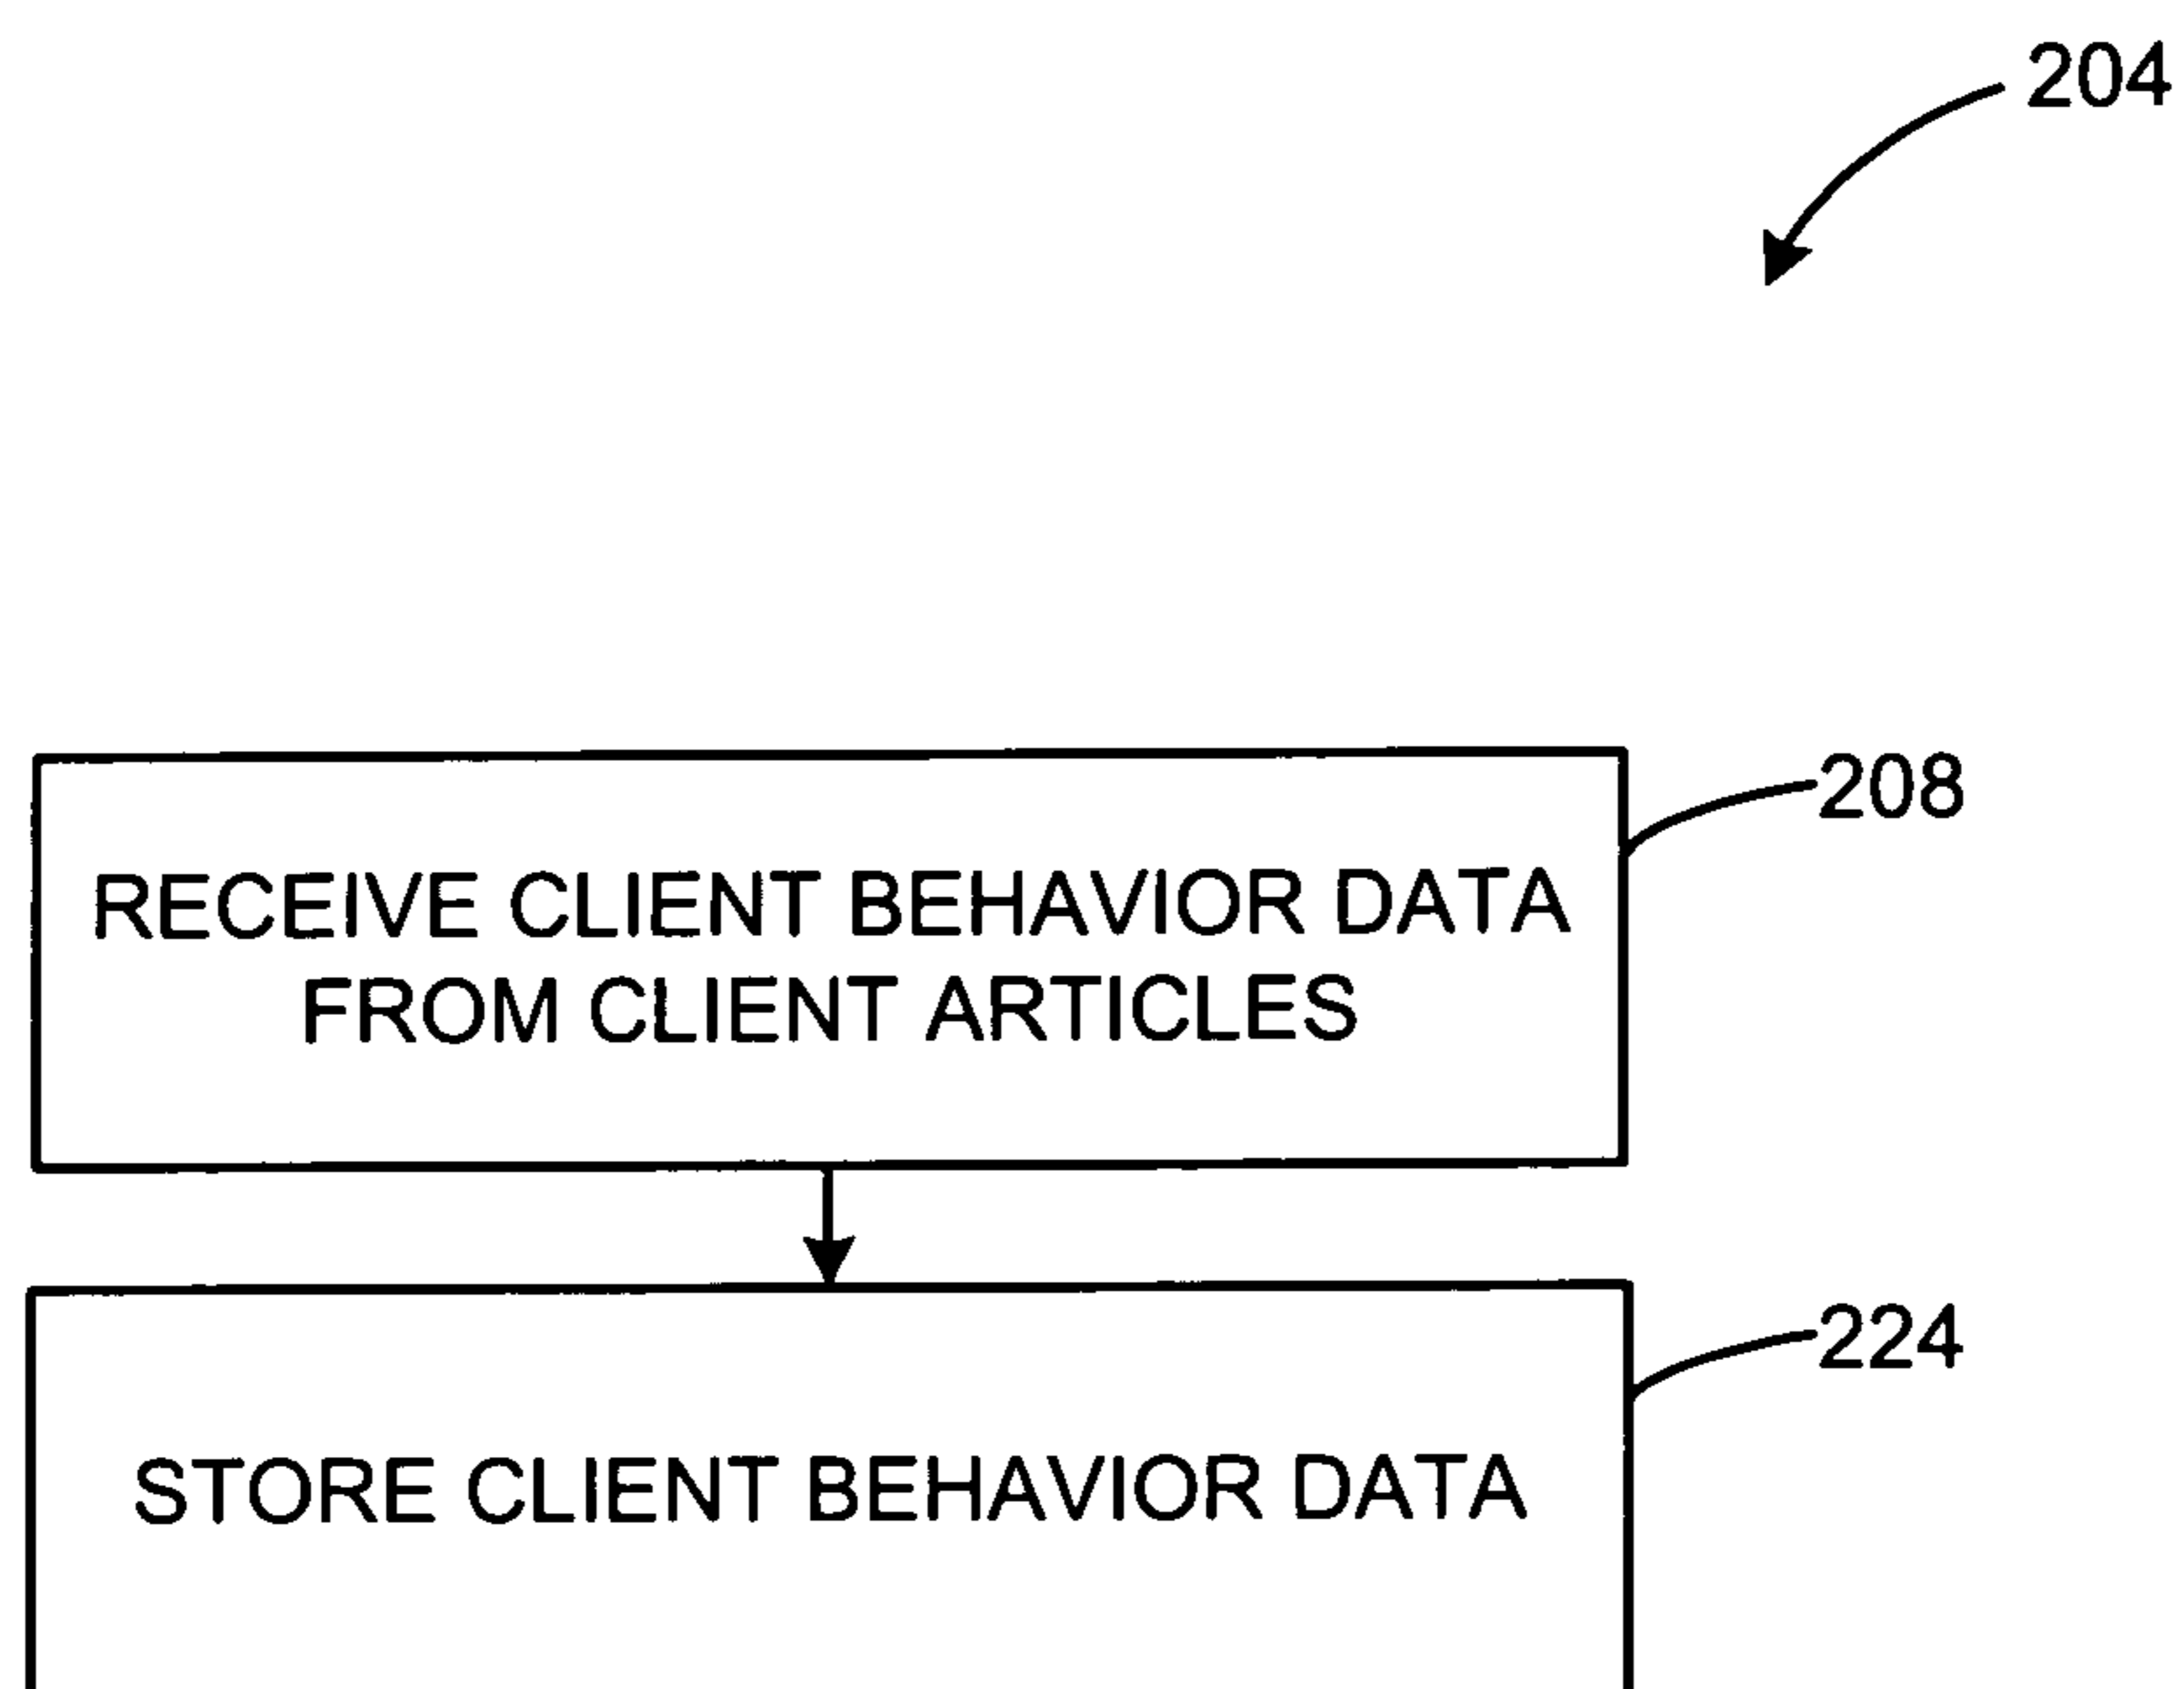 204
208
RECEIVE CLIENT BEHAVIOR DATA
FROM CLIENT ARTICLES
224
STORE CLIENT BEHAVIOR DATA